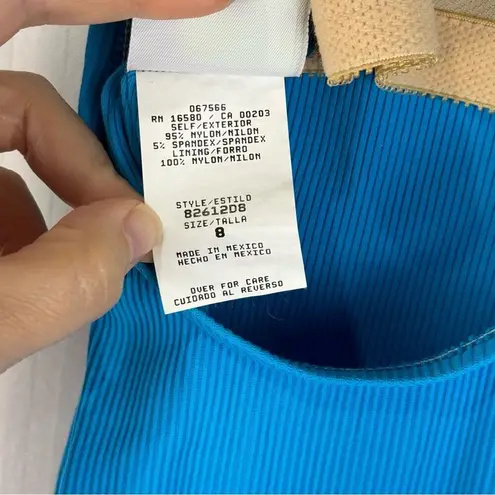 067566
RN 16580 / CA 00203
SELF/EXTERIOR
95% NYLON/NILON
5% SPANDEX/SPANDEX
LINING/FORRO
100% NYLON/NILON
STYLE/ESTILO
82612D8
SIZE/TALLA
8
MADE IN MEXICO
HECHO EN MEXICO
OVER FOR CARE
CUIDADO AL REVERSO